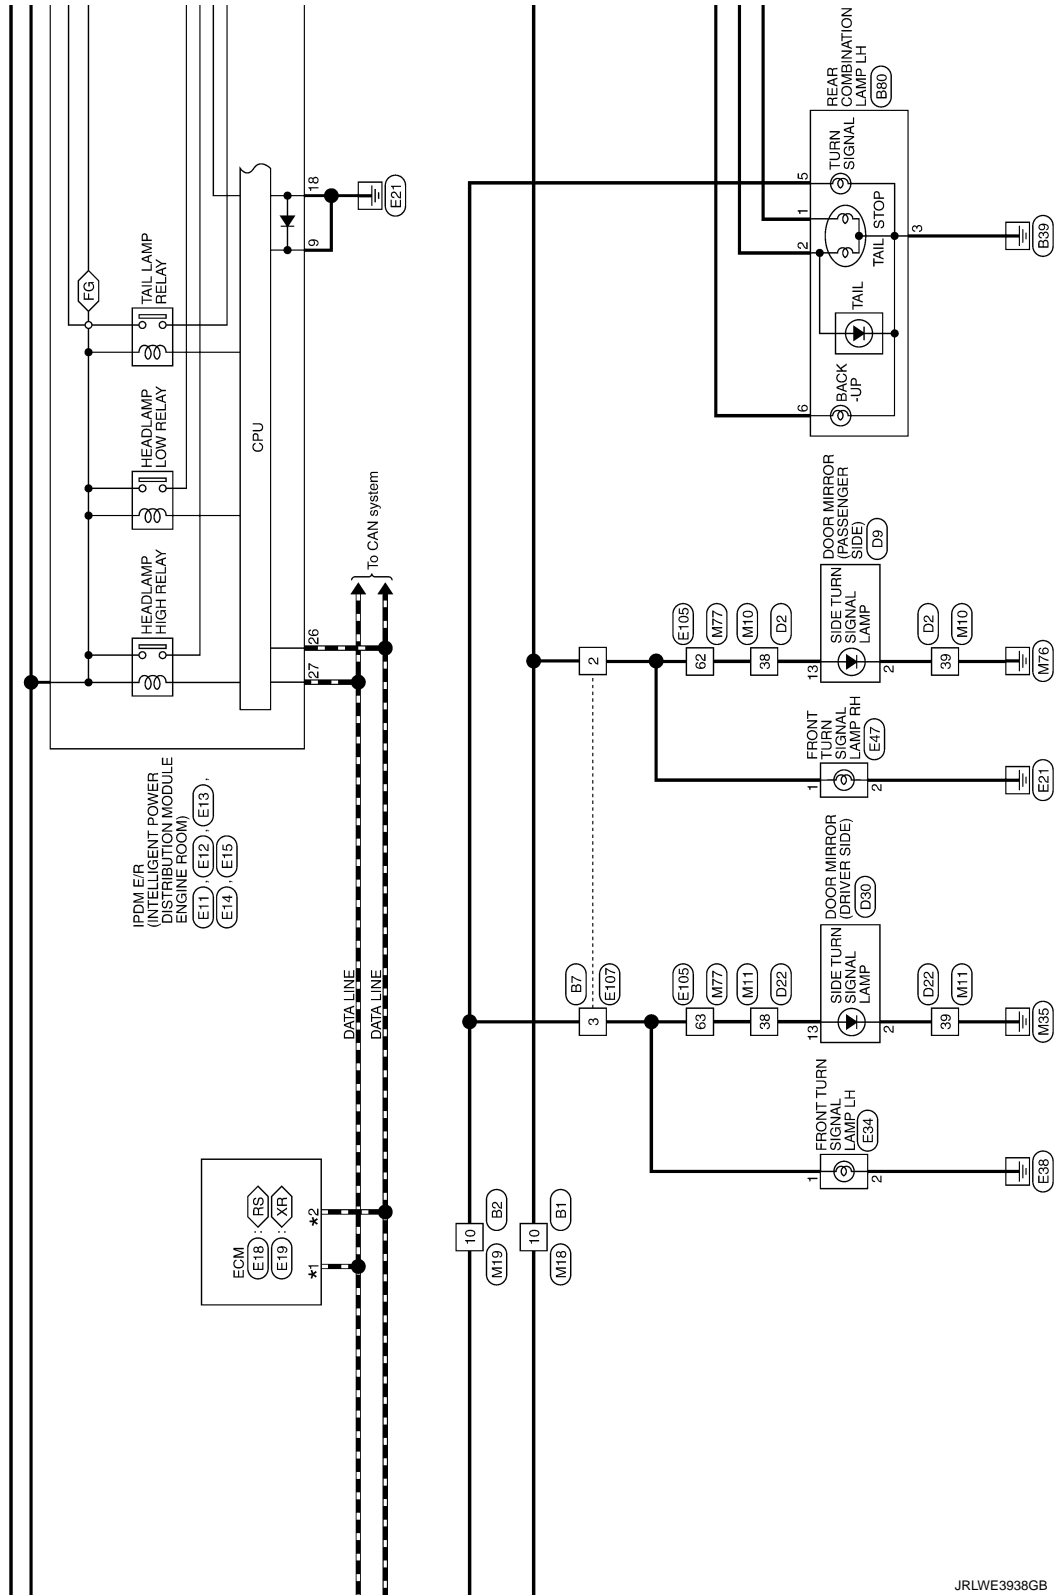 IPDM E/R
(INTELLIGENT POWER
DISTRIBUTION MODULE
ENGINE ROOM)
E11 , E12 , E13 ,
E14 , E15
HEADLAMP
HIGH RELAY
HEADLAMP
LOW RELAY
TAIL LAMP
RELAY
FG
CPU
27
26
9
18
E21
ECM
E18 : RS
E19 : XR
*1
*2
DATA LINE
DATA LINE
To CAN system
10
M19
B2
10
M18
B1
3
B7
E107
2
63
E105
M77
38
M11
D22
62
E105
M77
38
M10
D2
FRONT TURN
SIGNAL
LAMP LH
E34
1
2
E38
DOOR MIRROR
(DRIVER SIDE)
D30
SIDE TURN
SIGNAL
LAMP
13
2
39
D22
M11
M35
FRONT
TURN
SIGNAL
LAMP RH
E47
1
2
E21
DOOR MIRROR
(PASSENGER
SIDE)
D9
SIDE TURN
SIGNAL
LAMP
13
2
39
D2
M10
M76
REAR
COMBINATION
LAMP LH
B80
6
2
1
5
BACK
-UP
TAIL
TAIL
STOP
TURN
SIGNAL
3
B39
JRLWE3938GB